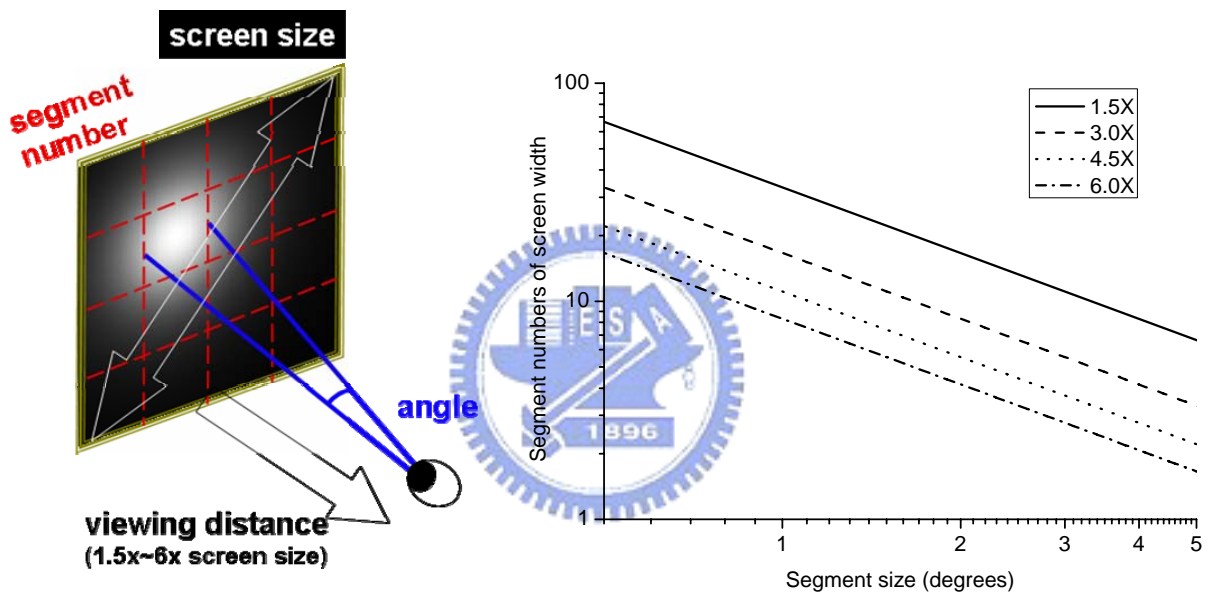 screen size
segment
number
angle
viewing distance
(1.5x~6x screen size)
100
10
1
Segment numbers of screen width
1.5X
3.0X
4.5X
6.0X
1
2
3
4
5
Segment size (degrees)
E S A
1896